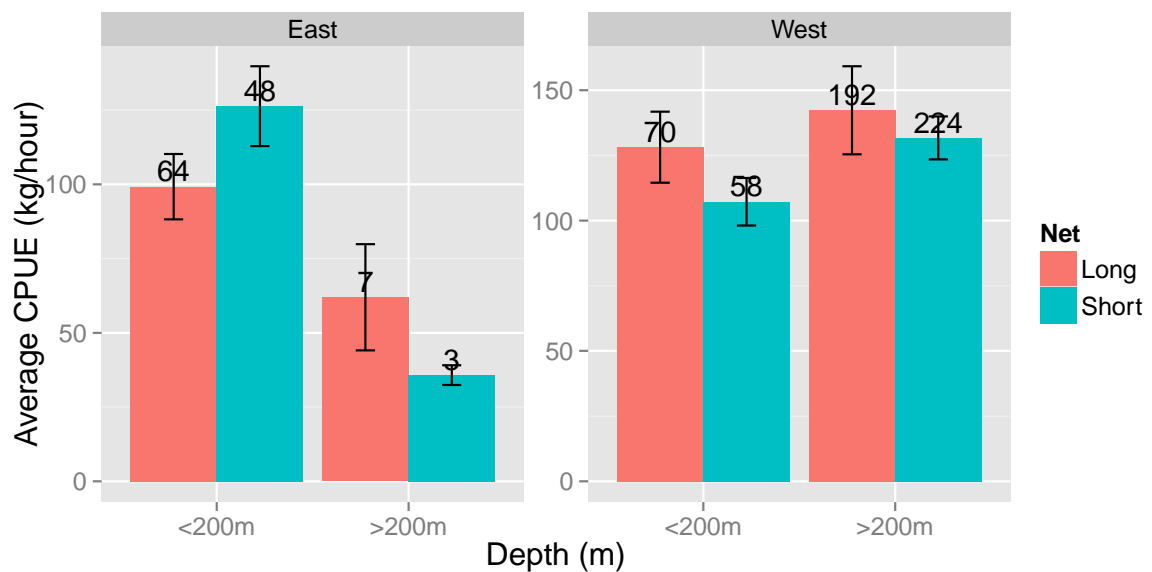 East
West
Average CPUE (kg/hour)
0
50
100
64
48
7
3
<200m
>200m
0
50
100
150
70
58
192
224
<200m
>200m
Depth (m)
Net
Long
Short